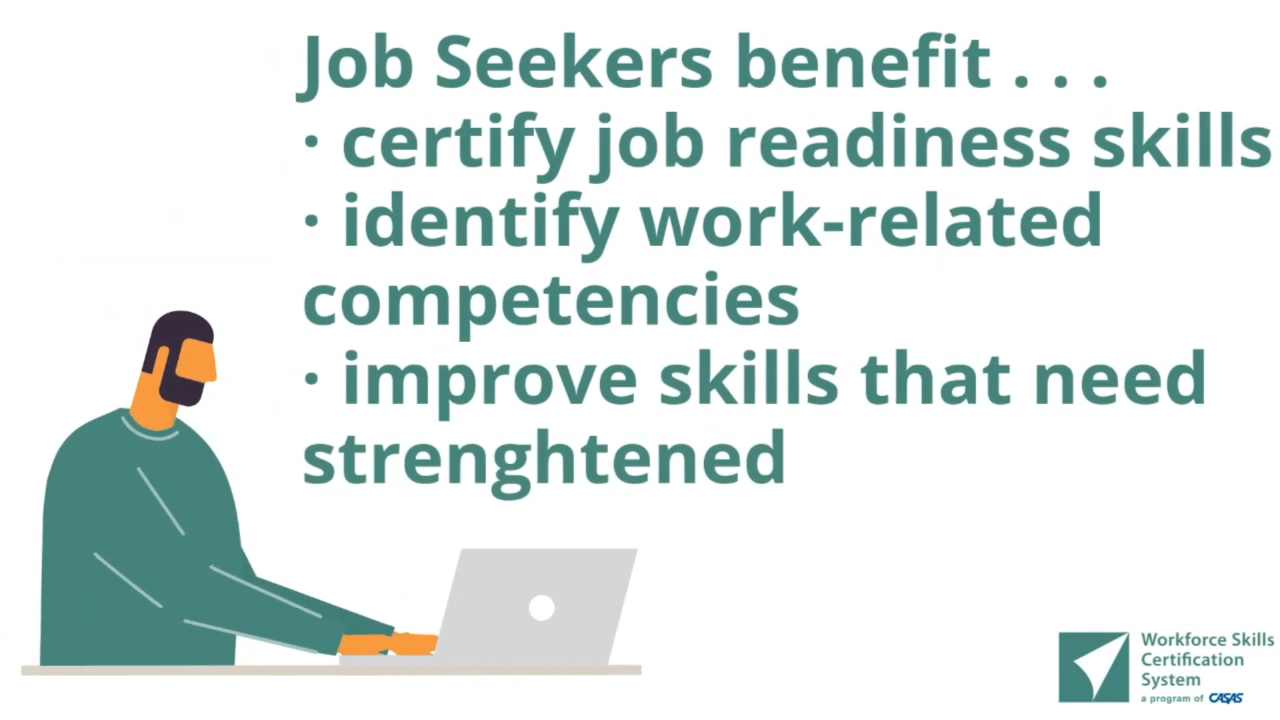 Job Seekers benefit . . .
· certify job readiness skills
· identify work-related
competencies
· improve skills that need
strenghtened
Workforce Skills
Certification
System
a program of CASAS